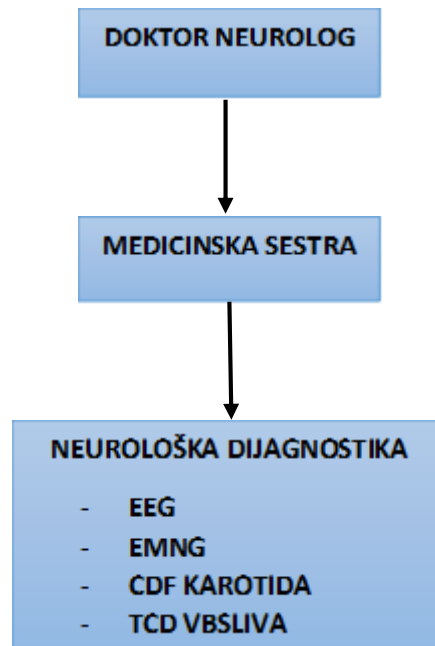 DOKTOR NEUROLOG
MEDICINSKA SESTRA
NEUROLOŠKA DIJAGNOSTIKA
- EEG
- EMNG
- CDF KAROTIDA
- TCD VBSLIVA